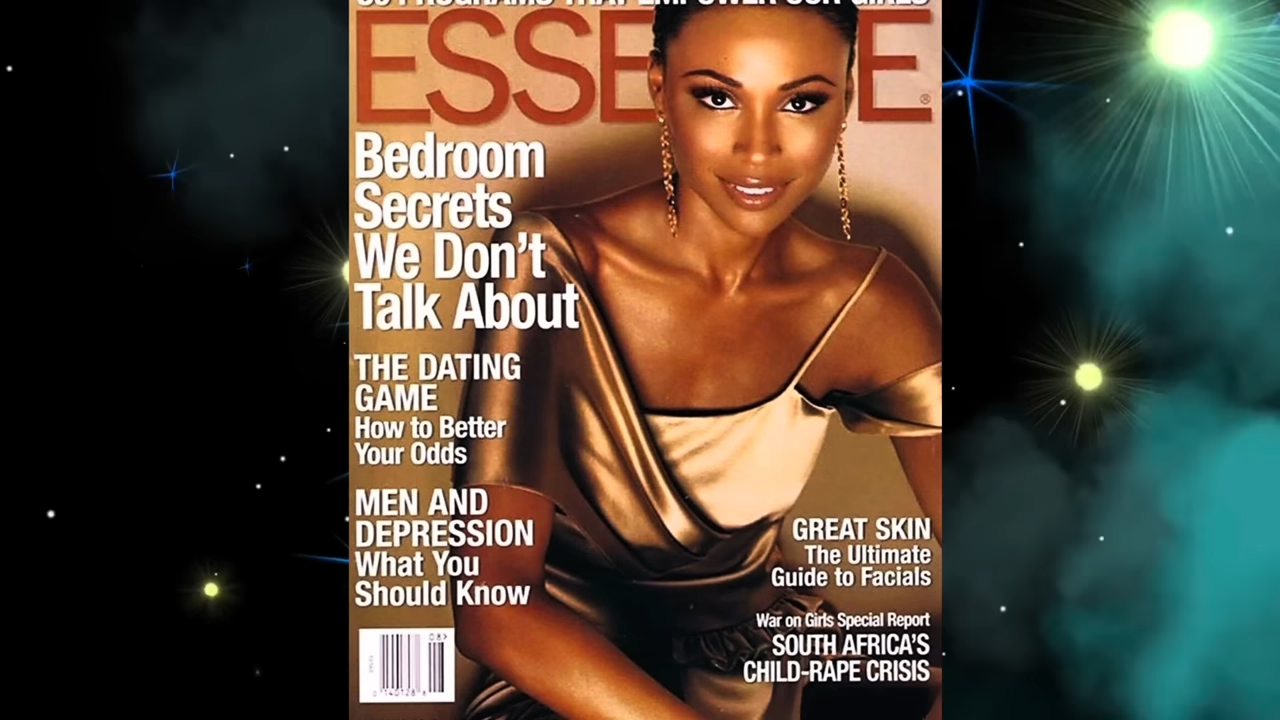 ESSE E ®
Bedroom
Secrets
We Don't
Talk About
THE DATING
GAME
How to Better
Your Odds
MEN AND
DEPRESSION
What You
Should Know
GREAT SKIN
The Ultimate
Guide to Facials
War on Girls Special Report
SOUTH AFRICA'S
CHILD-RAPE CRISIS
08>